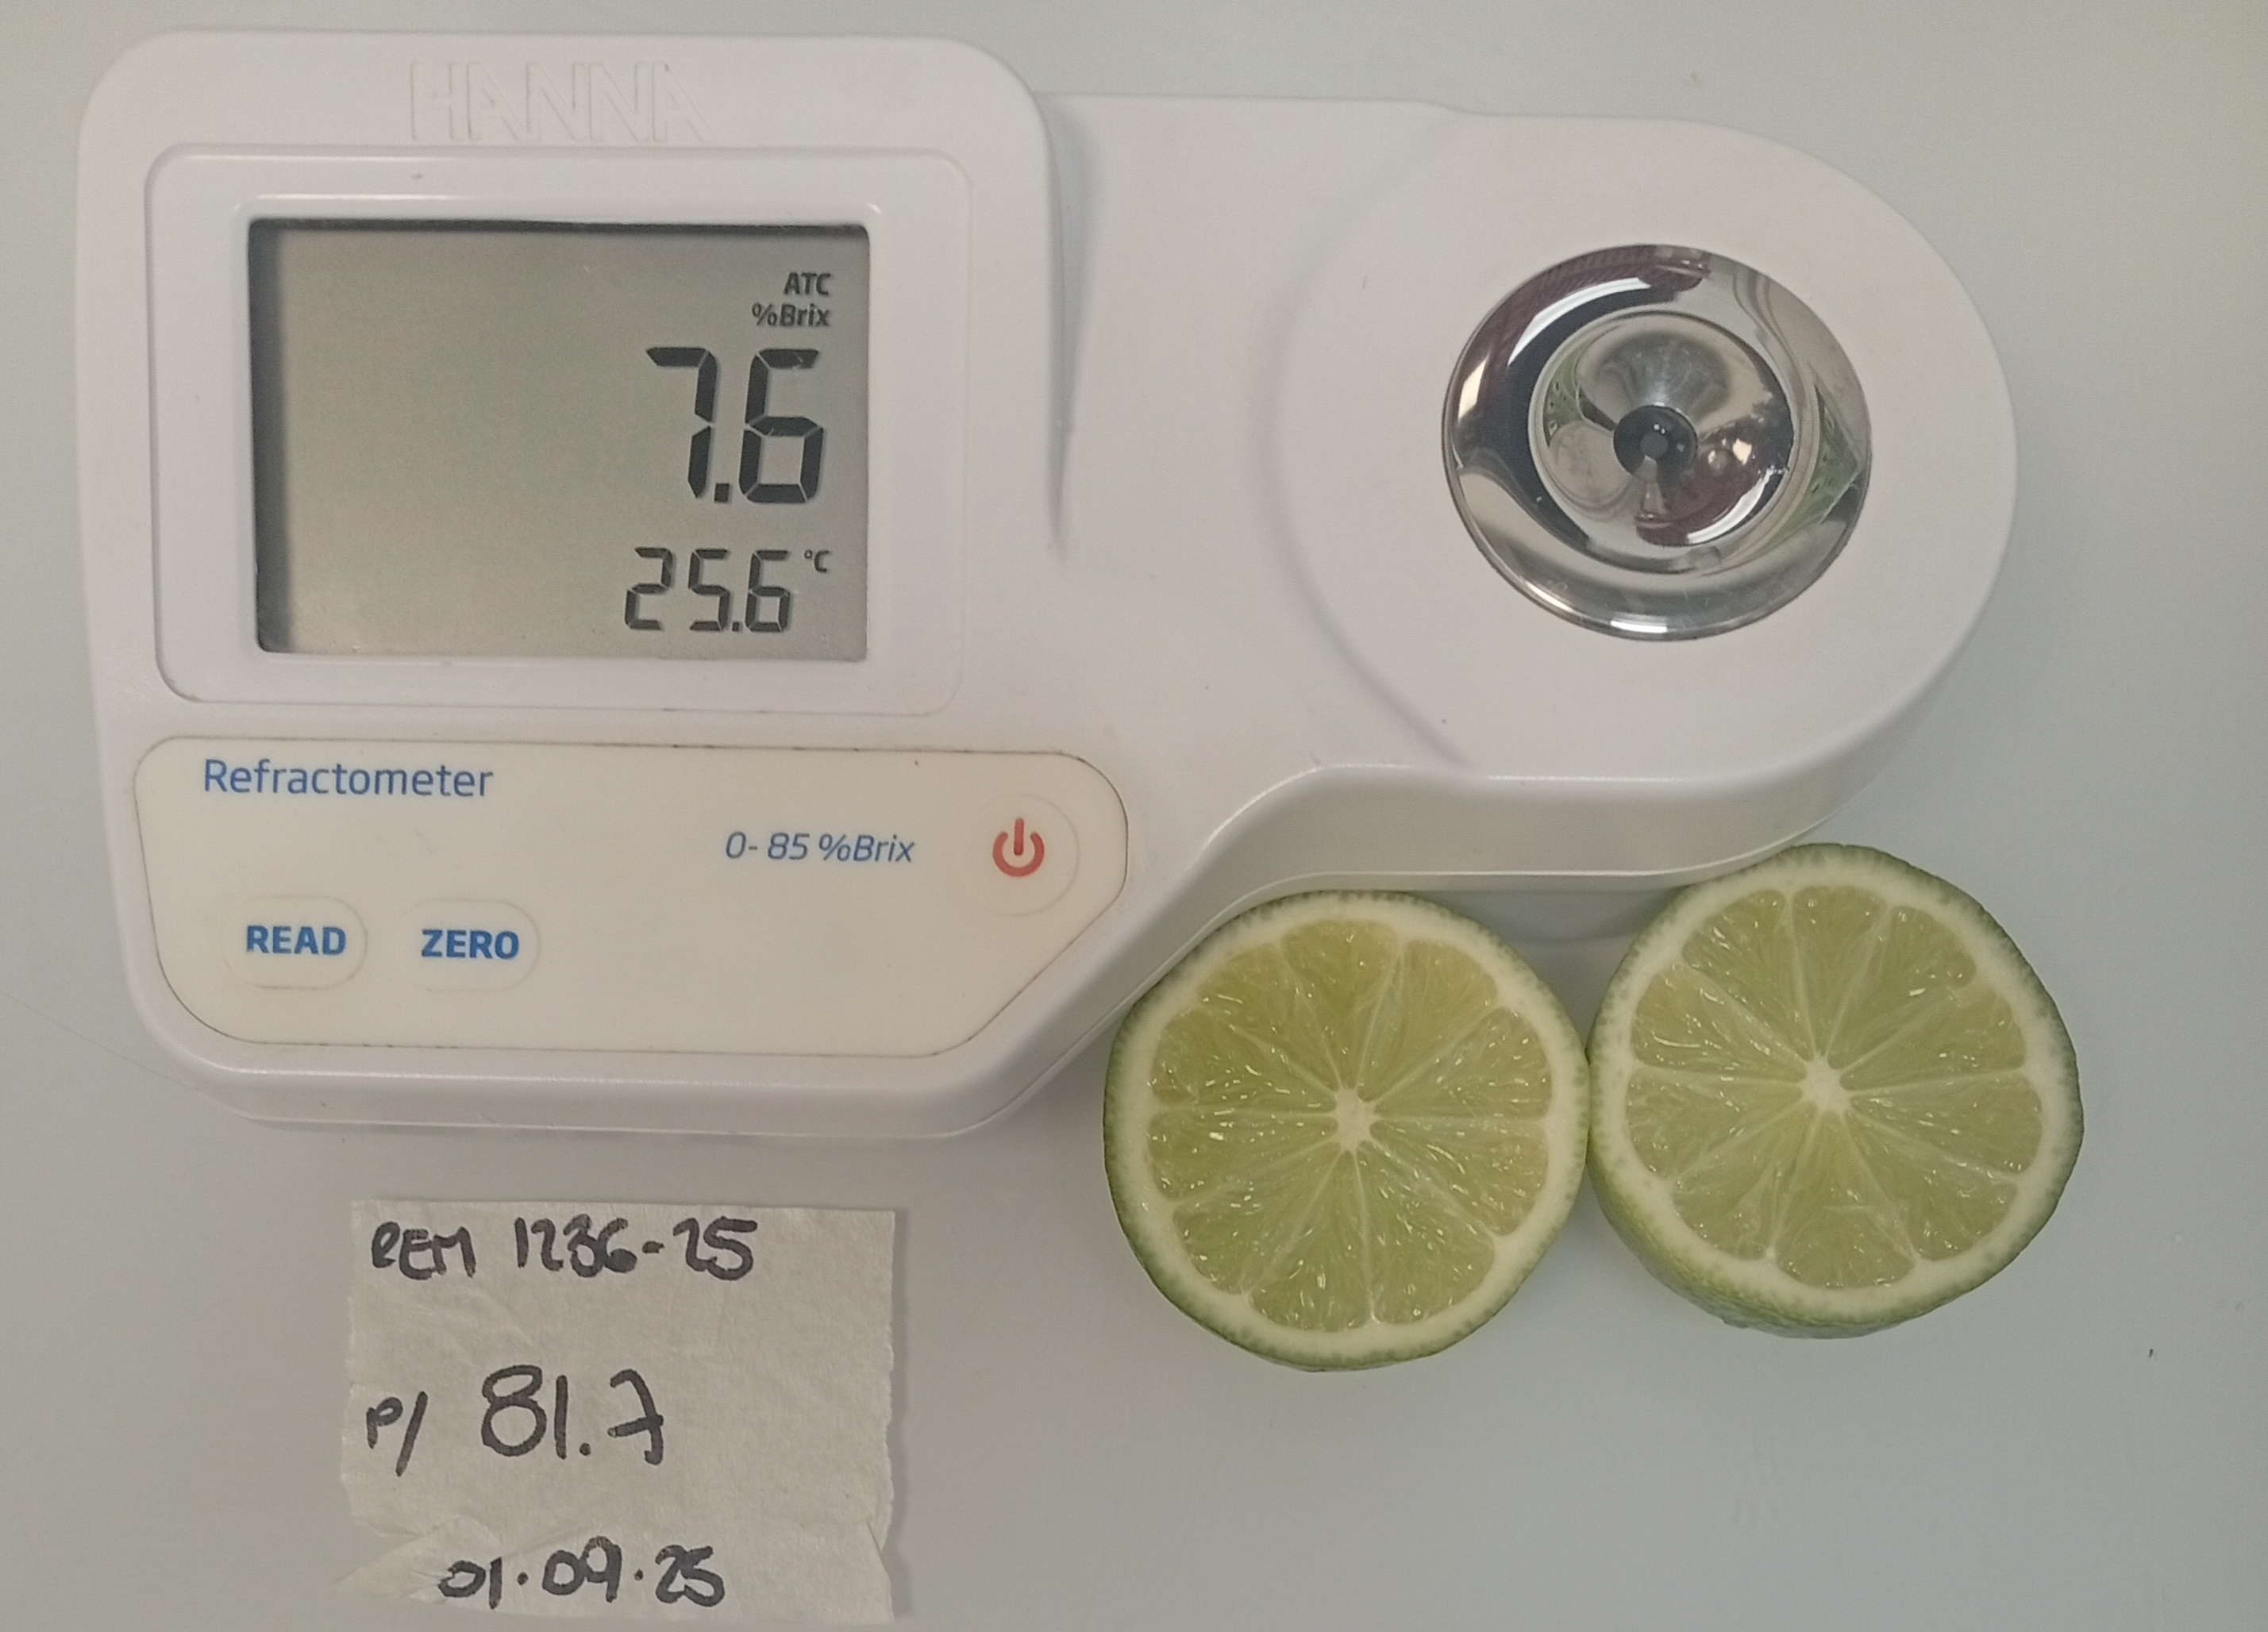 HANNA
ATC
%Brix
7.6
25.6 °C
Refractometer
0-85 %Brix
READ ZERO
REM 1236-25
P/ 81.7
01.09.25